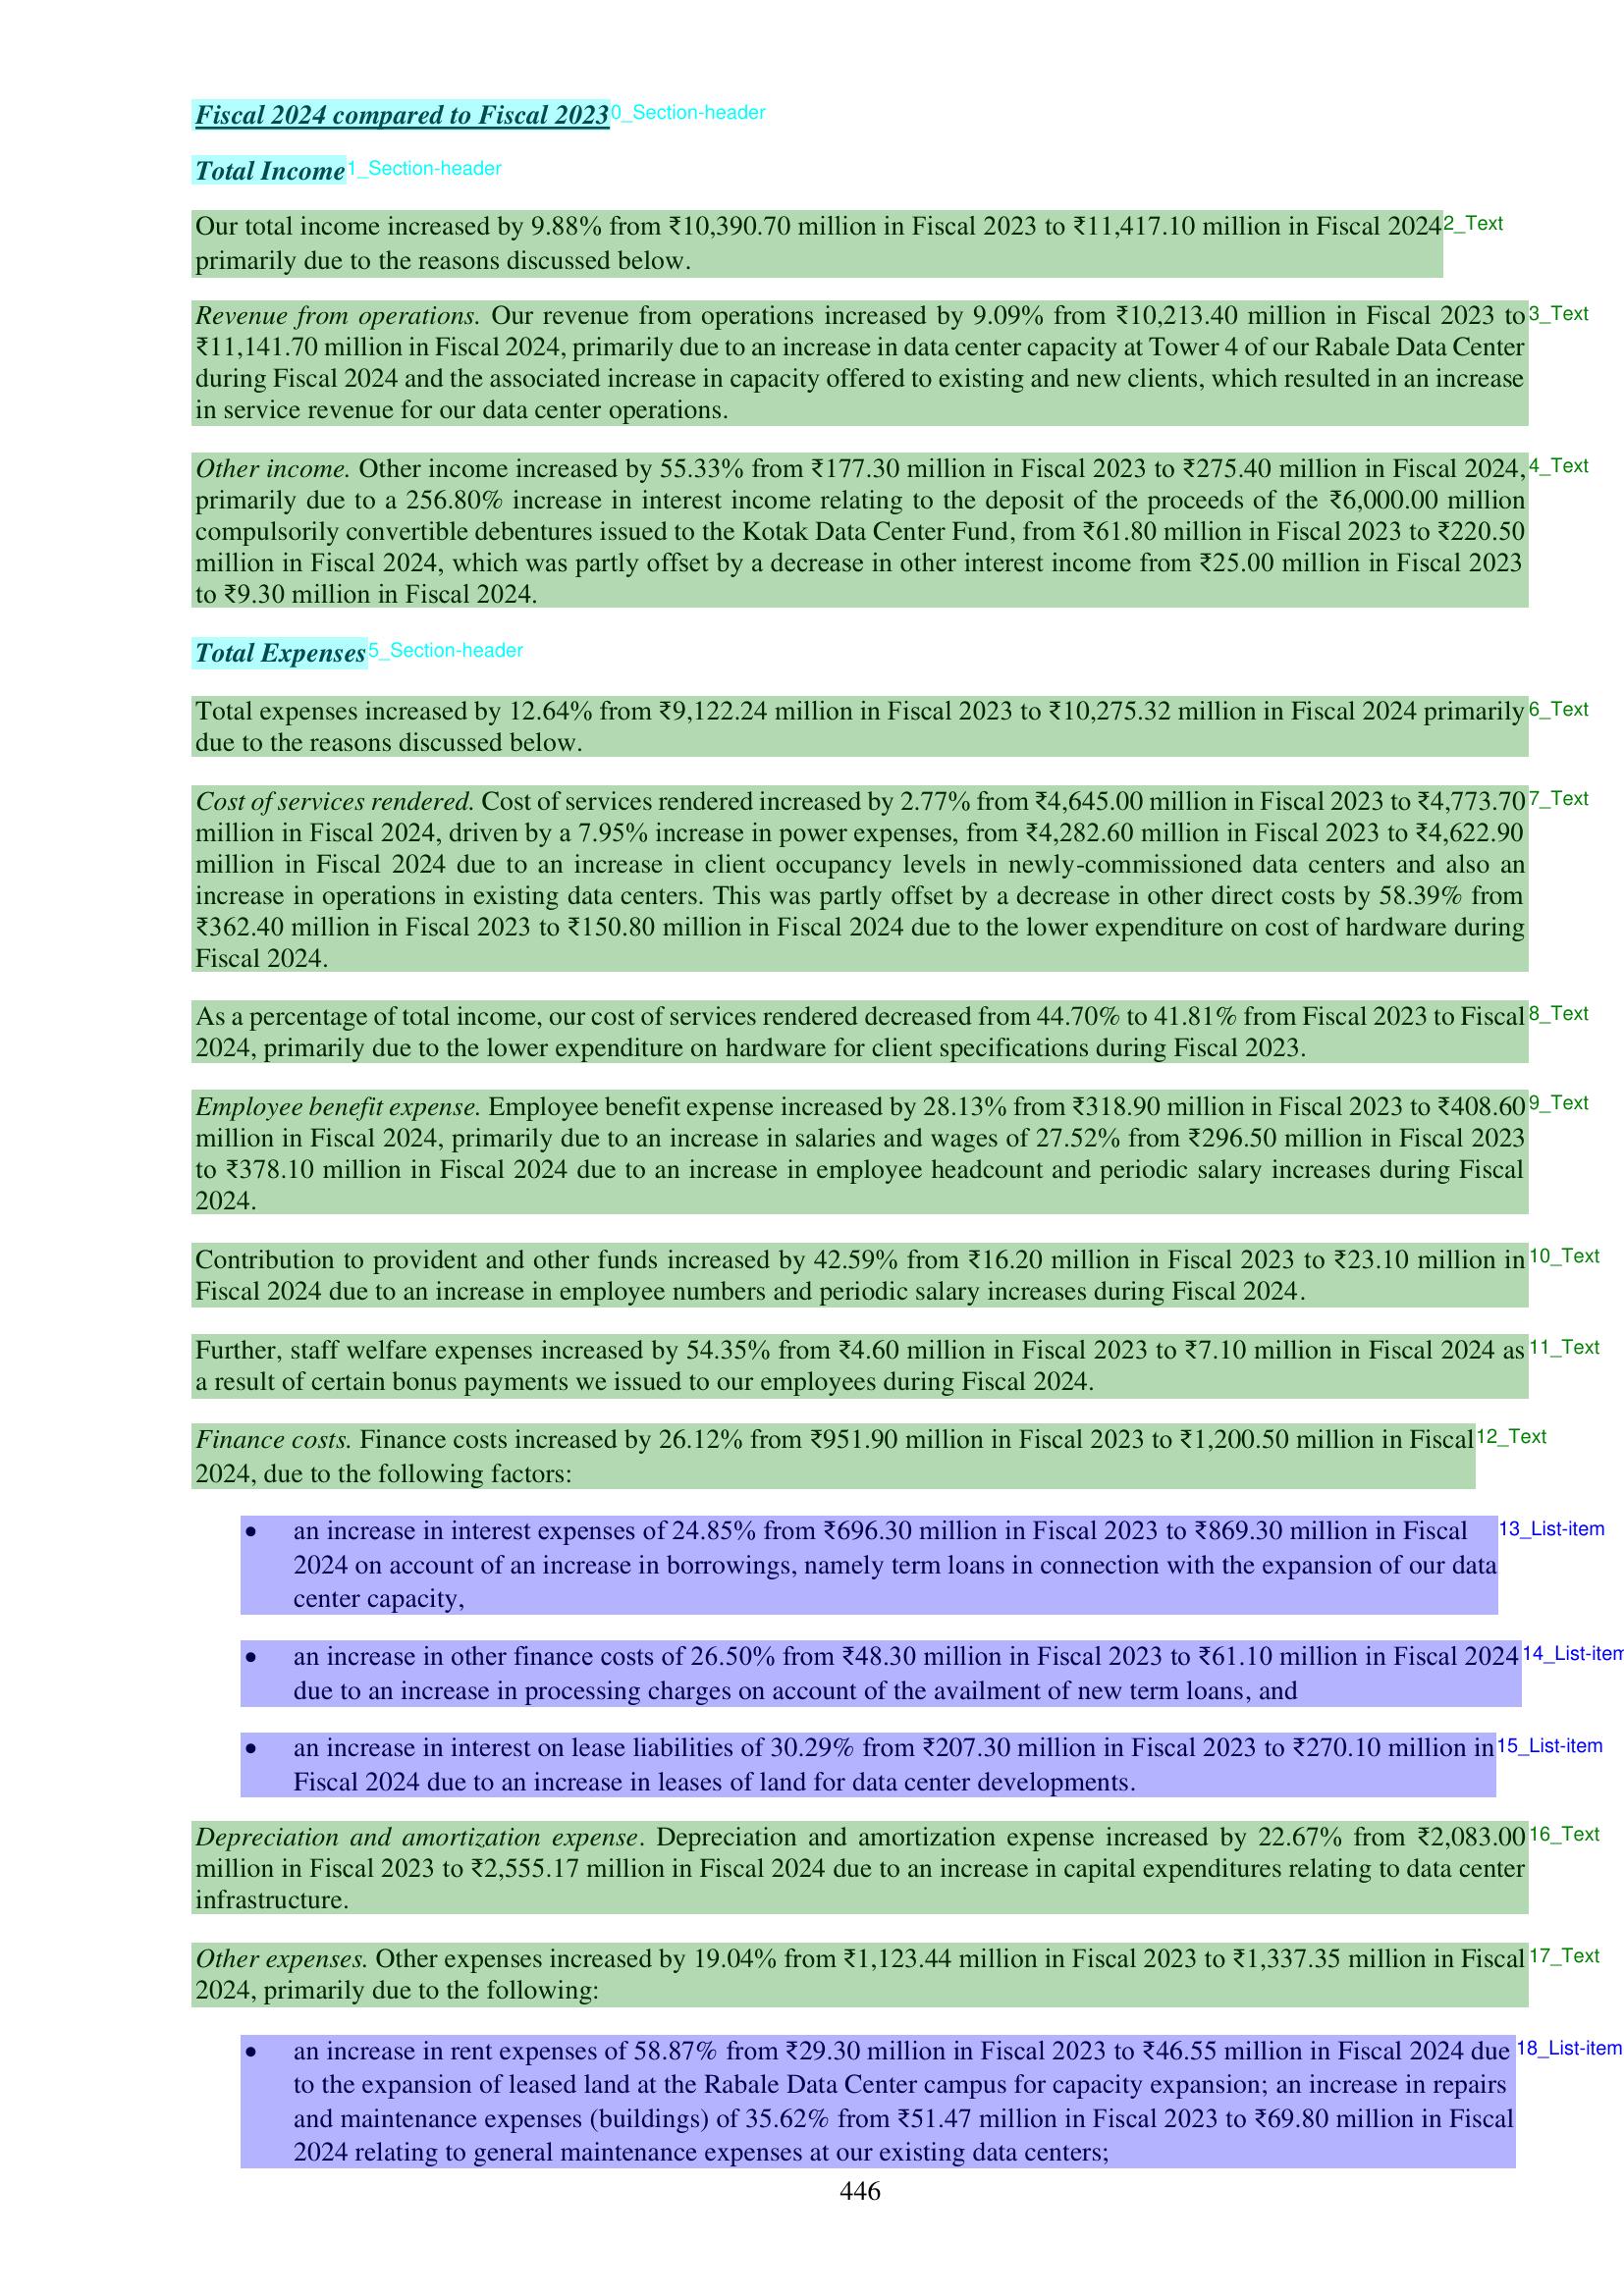 Fiscal 2024 compared to Fiscal 2023 0_Section-header
Total Income 1_Section-header
Our total income increased by 9.88% from ₹10,390.70 million in Fiscal 2023 to ₹11,417.10 million in Fiscal 2024 2_Text
primarily due to the reasons discussed below.
Revenue from operations. Our revenue from operations increased by 9.09% from ₹10,213.40 million in Fiscal 2023 to 3_Text
₹11,141.70 million in Fiscal 2024, primarily due to an increase in data center capacity at Tower 4 of our Rabale Data Center
during Fiscal 2024 and the associated increase in capacity offered to existing and new clients, which resulted in an increase
in service revenue for our data center operations.
Other income. Other income increased by 55.33% from ₹177.30 million in Fiscal 2023 to ₹275.40 million in Fiscal 2024, 4_Text
primarily due to a 256.80% increase in interest income relating to the deposit of the proceeds of the ₹6,000.00 million
compulsorily convertible debentures issued to the Kotak Data Center Fund, from ₹61.80 million in Fiscal 2023 to ₹220.50
million in Fiscal 2024, which was partly offset by a decrease in other interest income from ₹25.00 million in Fiscal 2023
to ₹9.30 million in Fiscal 2024.
Total Expenses 5_Section-header
Total expenses increased by 12.64% from ₹9,122.24 million in Fiscal 2023 to ₹10,275.32 million in Fiscal 2024 primarily 6_Text
due to the reasons discussed below.
Cost of services rendered. Cost of services rendered increased by 2.77% from ₹4,645.00 million in Fiscal 2023 to ₹4,773.70 7_Text
million in Fiscal 2024, driven by a 7.95% increase in power expenses, from ₹4,282.60 million in Fiscal 2023 to ₹4,622.90
million in Fiscal 2024 due to an increase in client occupancy levels in newly-commissioned data centers and also an
increase in operations in existing data centers. This was partly offset by a decrease in other direct costs by 58.39% from
₹362.40 million in Fiscal 2023 to ₹150.80 million in Fiscal 2024 due to the lower expenditure on cost of hardware during
Fiscal 2024.
As a percentage of total income, our cost of services rendered decreased from 44.70% to 41.81% from Fiscal 2023 to Fiscal 8_Text
2024, primarily due to the lower expenditure on hardware for client specifications during Fiscal 2023.
Employee benefit expense. Employee benefit expense increased by 28.13% from ₹318.90 million in Fiscal 2023 to ₹408.60 9_Text
million in Fiscal 2024, primarily due to an increase in salaries and wages of 27.52% from ₹296.50 million in Fiscal 2023
to ₹378.10 million in Fiscal 2024 due to an increase in employee headcount and periodic salary increases during Fiscal
2024.
Contribution to provident and other funds increased by 42.59% from ₹16.20 million in Fiscal 2023 to ₹23.10 million in 10_Text
Fiscal 2024 due to an increase in employee numbers and periodic salary increases during Fiscal 2024.
Further, staff welfare expenses increased by 54.35% from ₹4.60 million in Fiscal 2023 to ₹7.10 million in Fiscal 2024 as 11_Text
a result of certain bonus payments we issued to our employees during Fiscal 2024.
Finance costs. Finance costs increased by 26.12% from ₹951.90 million in Fiscal 2023 to ₹1,200.50 million in Fiscal 12_Text
2024, due to the following factors:
• an increase in interest expenses of 24.85% from ₹696.30 million in Fiscal 2023 to ₹869.30 million in Fiscal 13_List-item
2024 on account of an increase in borrowings, namely term loans in connection with the expansion of our data
center capacity,
• an increase in other finance costs of 26.50% from ₹48.30 million in Fiscal 2023 to ₹61.10 million in Fiscal 2024 14_List-item
due to an increase in processing charges on account of the availment of new term loans, and
• an increase in interest on lease liabilities of 30.29% from ₹207.30 million in Fiscal 2023 to ₹270.10 million in 15_List-item
Fiscal 2024 due to an increase in leases of land for data center developments.
Depreciation and amortization expense. Depreciation and amortization expense increased by 22.67% from ₹2,083.00 16_Text
million in Fiscal 2023 to ₹2,555.17 million in Fiscal 2024 due to an increase in capital expenditures relating to data center
infrastructure.
Other expenses. Other expenses increased by 19.04% from ₹1,123.44 million in Fiscal 2023 to ₹1,337.35 million in Fiscal 17_Text
2024, primarily due to the following:
• an increase in rent expenses of 58.87% from ₹29.30 million in Fiscal 2023 to ₹46.55 million in Fiscal 2024 due 18_List-item
to the expansion of leased land at the Rabale Data Center campus for capacity expansion; an increase in repairs
and maintenance expenses (buildings) of 35.62% from ₹51.47 million in Fiscal 2023 to ₹69.80 million in Fiscal
2024 relating to general maintenance expenses at our existing data centers;
446